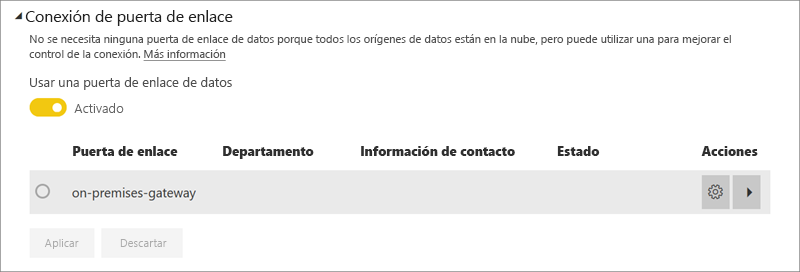 Conexión de puerta de enlace
No se necesita ninguna puerta de enlace de datos porque todos los orígenes de datos están en la nube, pero puede utilizar una para mejorar el
control de la conexión. Más información
Usar una puerta de enlace de datos
Activado
Puerta de enlace Departamento Información de contacto Estado Acciones
on-premises-gateway
Aplicar Descartar